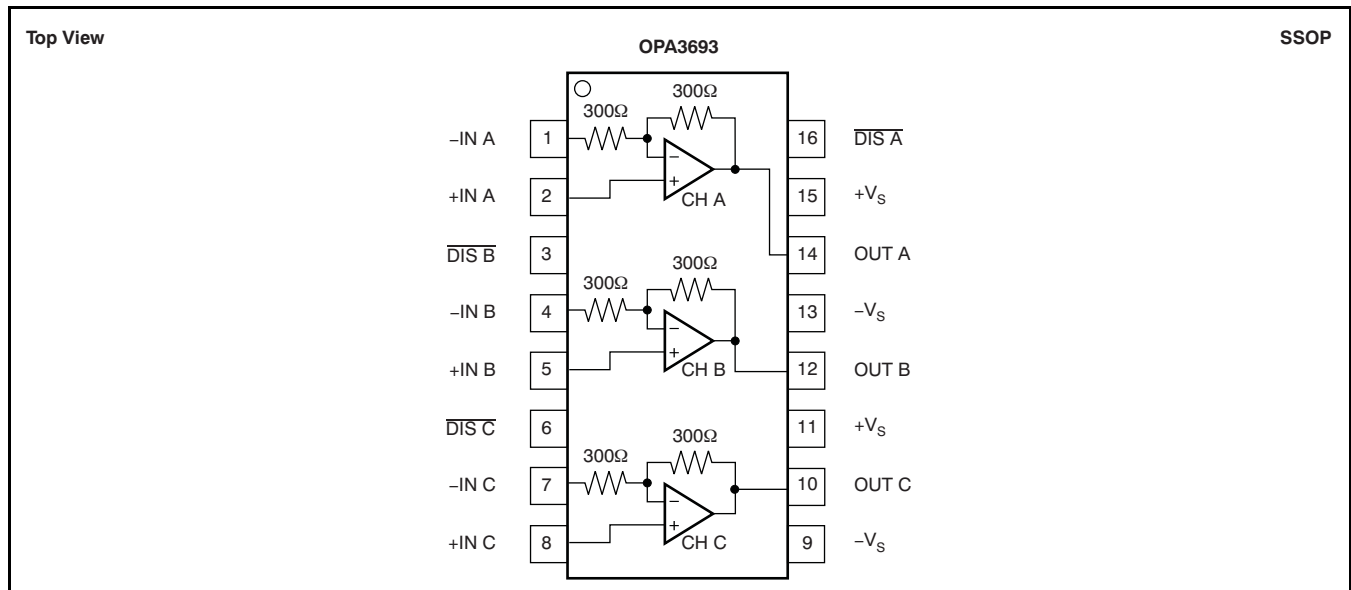 Top View
OPA3693
SSOP
300Ω
300Ω
−IN A 1
− +
CH A
16 DIS A
+IN A 2
15 +VS
DIS B 3
14 OUT A
300Ω
300Ω
−IN B 4
− +
CH B
13 −VS
+IN B 5
12 OUT B
DIS C 6
11 +VS
300Ω
300Ω
−IN C 7
− +
CH C
10 OUT C
+IN C 8
9 −VS